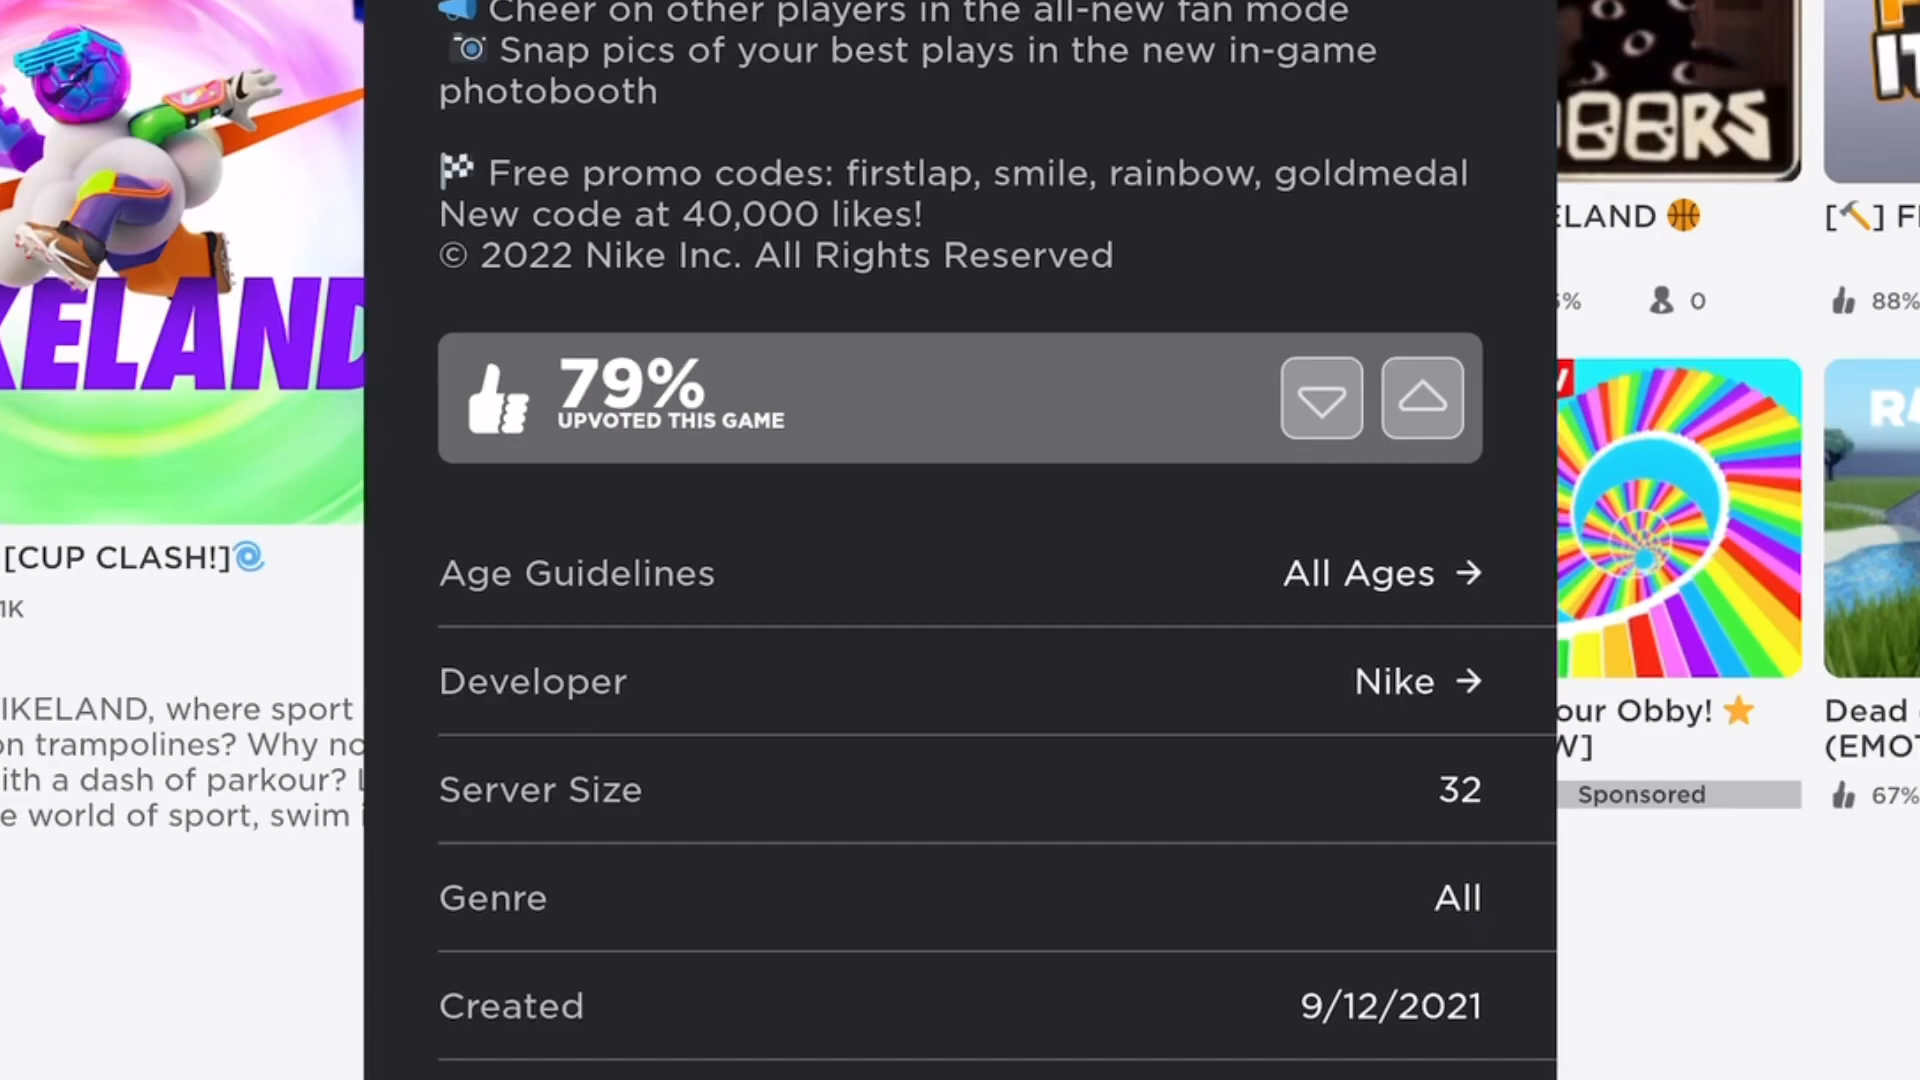 Cheer on other players in the all-new fan mode
Snap pics of your best plays in the new in-game
photobooth
Free promo codes: firstlap, smile, rainbow, goldmedal
New code at 40,000 likes!
© 2022 Nike Inc. All Rights Reserved
79%
UPVOTED THIS GAME
Age Guidelines
All Ages
Developer
Nike
Server Size
32
Genre
All
Created
9/12/2021
KELAND
[CUP CLASH!]
1K
IKELAND, where sport
on trampolines? Why no
ith a dash of parkour? L
e world of sport, swim i
ELAND
%
0
[ ] F
88%
our Obby!
W]
Sponsored
Dead
(EMOT
67%